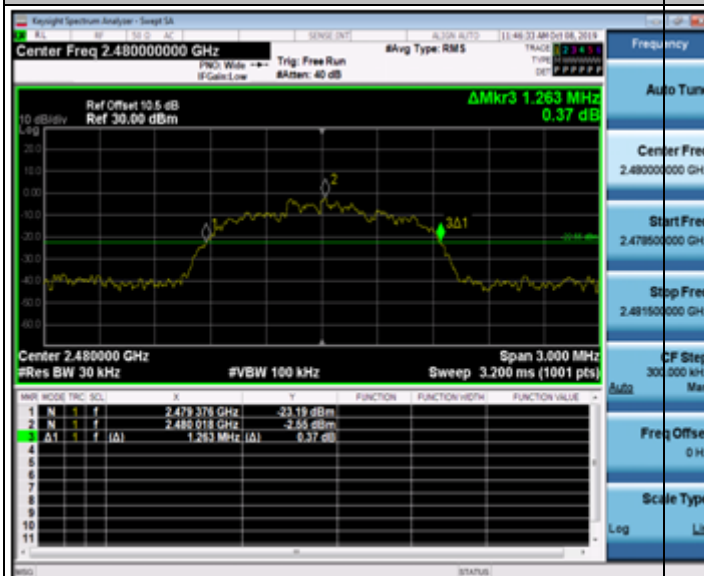 Keysight Spectrum Analyzer - Swept SA
RL RF 50 Ω AC SENSE:INT ALIGN AUTO 11:46:33 AM Oct 08, 2019
Center Freq 2.480000000 GHz
PNO: Wide
IFGain:Low
Trig: Free Run
#Atten: 40 dB
#Avg Type: RMS
TRACE 1 2 3 4 5 6
TYPE
DET P P P P P P
ΔMkr3 1.263 MHz
0.37 dB
Ref Offset 10.5 dB
10 dB/div Ref 30.00 dBm
Log
20.0
10.0
0.00
-10.0
-20.0
-30.0
-40.0
-50.0
-60.0
1
2
3Δ1
Center 2.480000 GHz Span 3.000 MHz
#Res BW 30 kHz #VBW 100 kHz Sweep 3.200 ms (1001 pts)
MKR MODE TRC SCL X Y FUNCTION FUNCTION WIDTH FUNCTION VALUE
1 N 1 f 2.479 376 GHz -23.19 dBm
2 N 1 f 2.480 018 GHz -2.55 dBm
3 Δ1 1 f (Δ) 1.263 MHz (Δ) 0.37 dB
4
5
6
7
8
9
10
11
MSG STATUS
Frequency
Auto Tune
Center Freq
2.480000000 GHz
Start Freq
2.478500000 GHz
Stop Freq
2.481500000 GHz
CF Step
300.000 kHz
Auto Man
Freq Offset
0 Hz
Scale Type
Log Lin